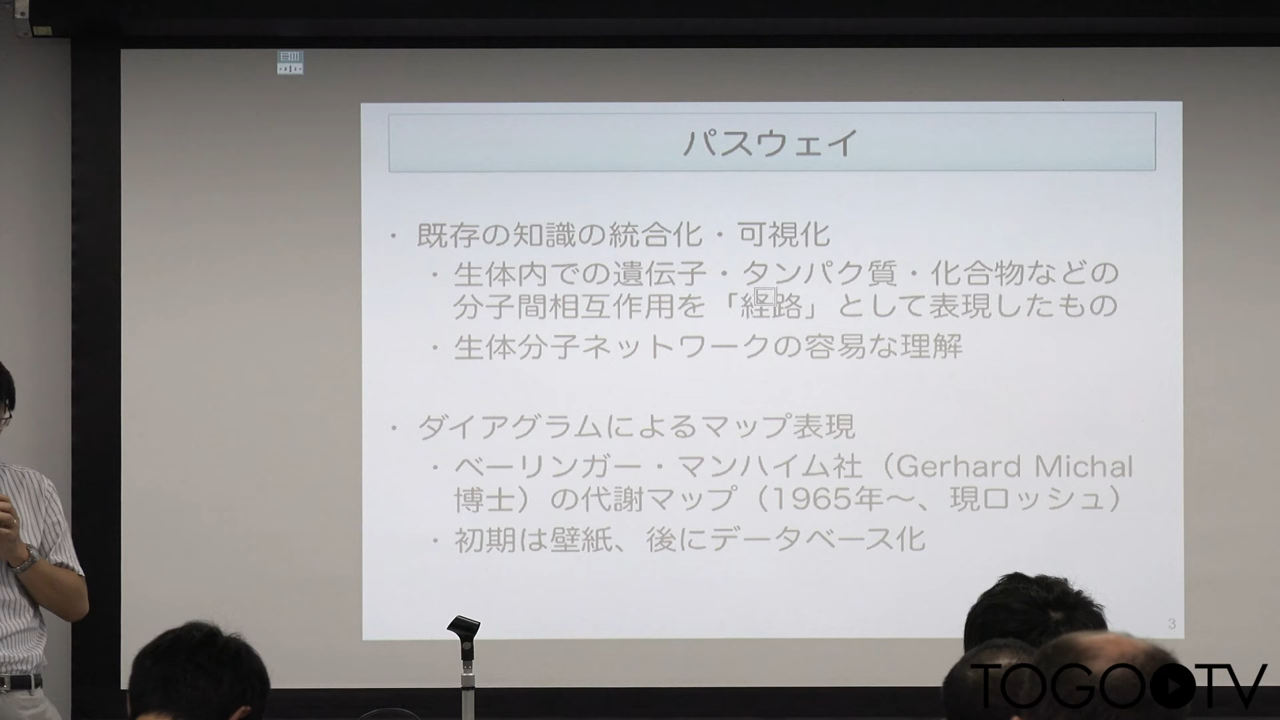 パスウェイ
・ 既存の知識の統合化・可視化
・ 生体内での遺伝子・タンパク質・化合物などの
分子間相互作用を「経路」として表現したもの
・ 生体分子ネットワークの容易な理解
・ ダイアグラムによるマップ表現
・ ベーリンガー・マンハイム社（Gerhard Michal
博士）の代謝マップ（1965年〜、現ロッシュ）
・ 初期は壁紙、後にデータベース化
3
TOGOTV